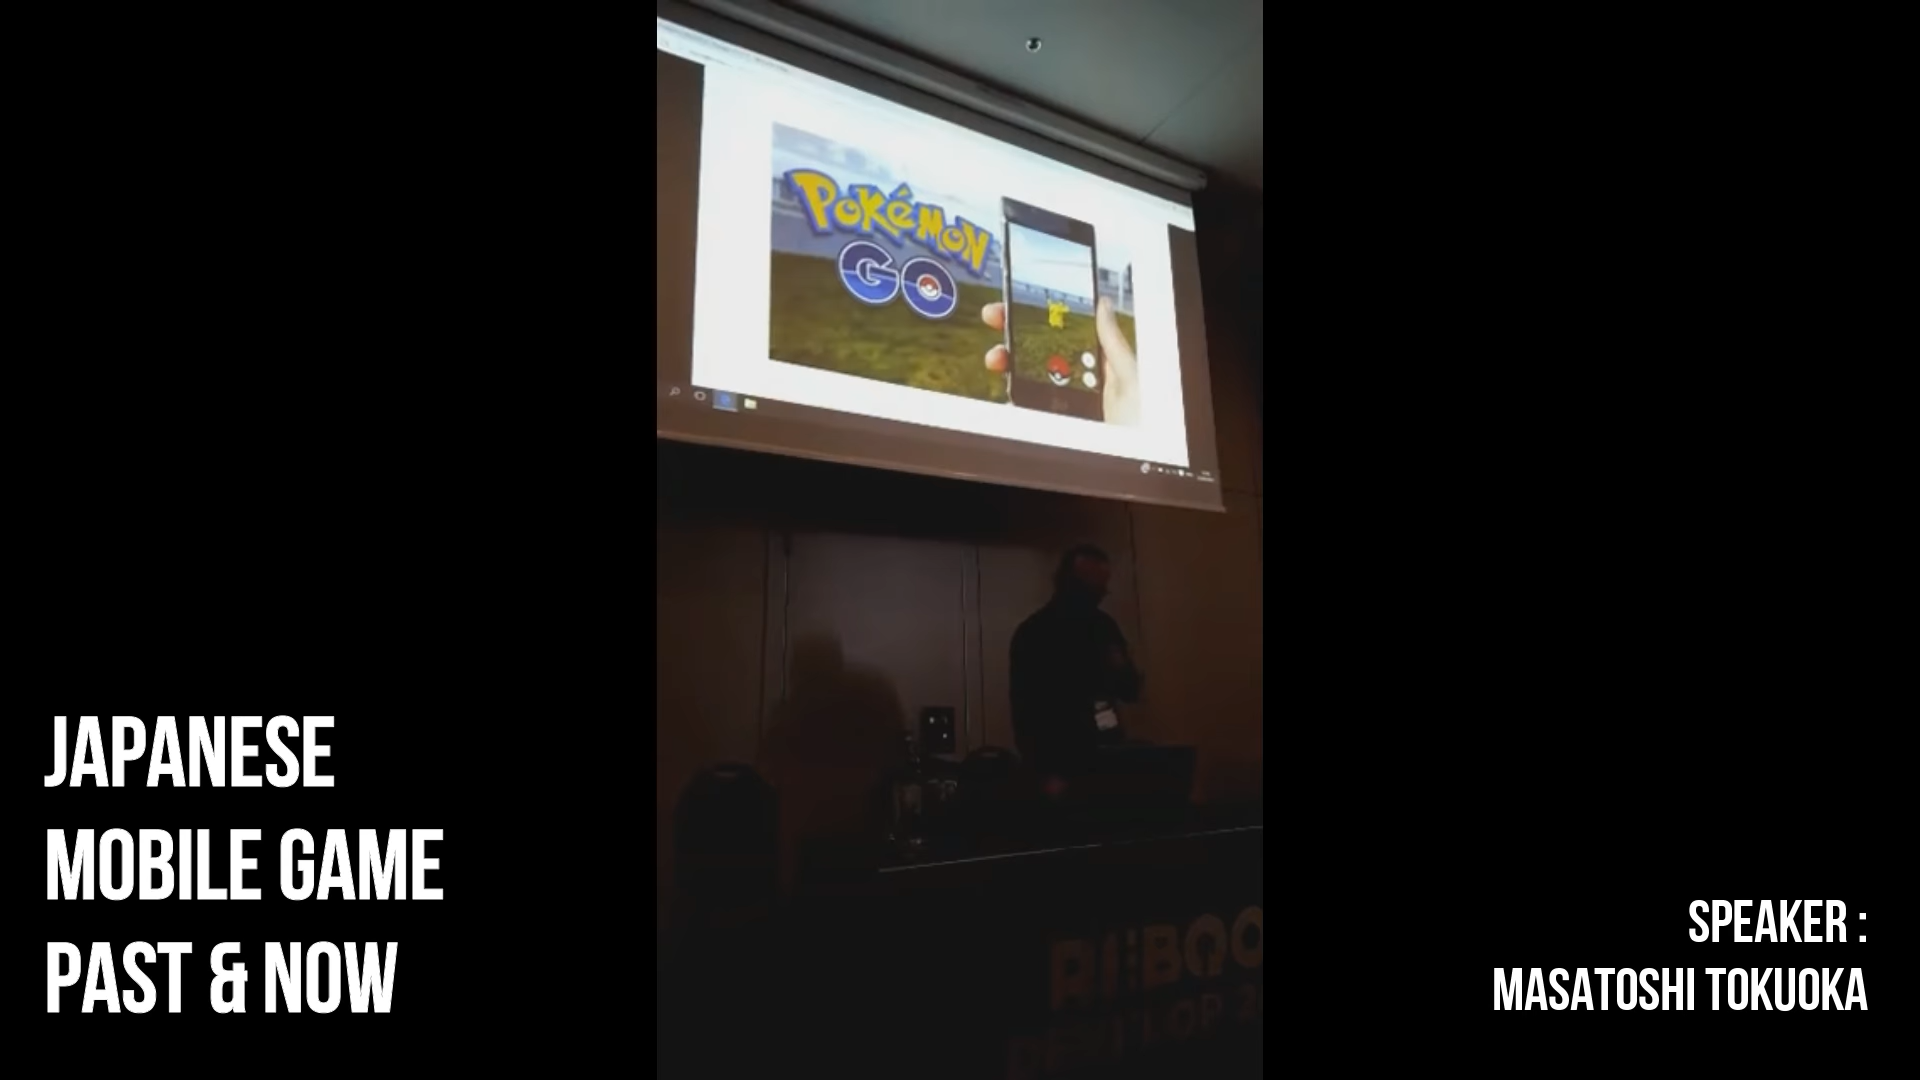 POKÉMON
GO
JAPANESE
MOBILE GAME
PAST & NOW
SPEAKER :
MASATOSHI TOKUOKA